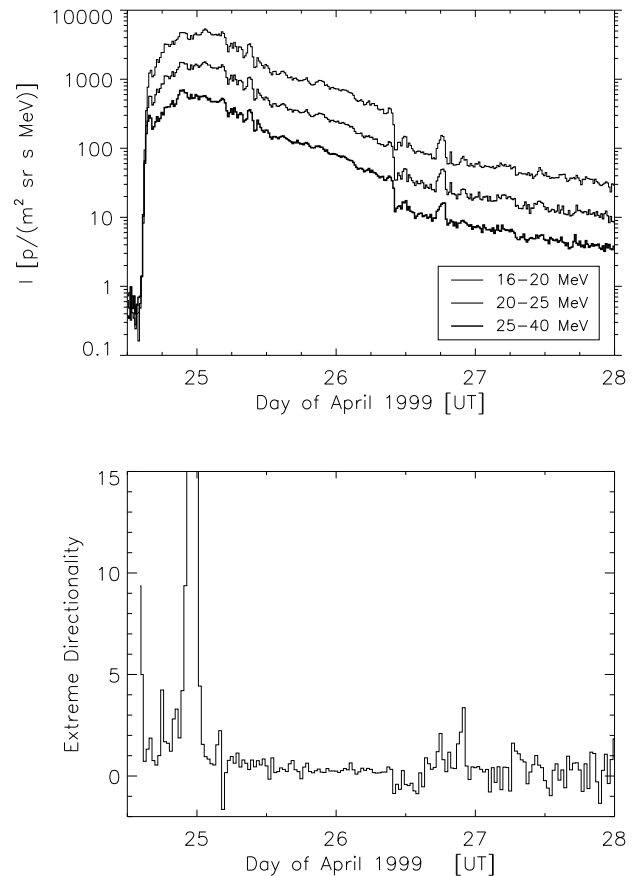 10000
1000
100
10
1
0.1
I [p/(m² sr s MeV)]
16–20 MeV
20–25 MeV
25–40 MeV
25 26 27 28
Day of April 1999 [UT]
15
10
5
0
Extreme Directionality
25 26 27 28
Day of April 1999 [UT]